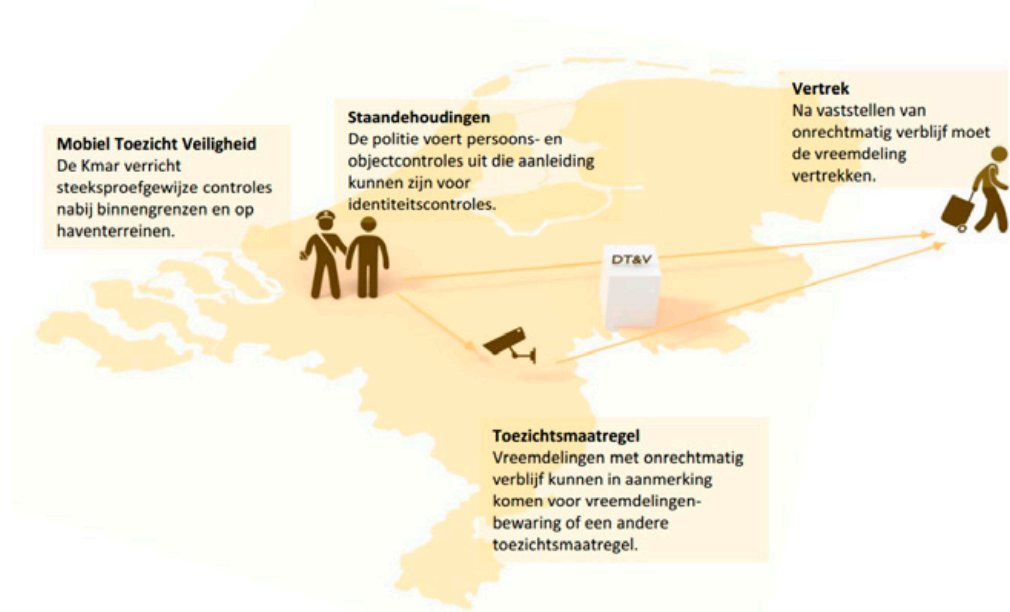 Mobiel Toezicht Veiligheid
De Kmar verricht
steeksproefgewijze controles
nabij binnengrenzen en op
haventerreinen.
Staandehoudingen
De politie voert persoons- en
objectcontroles uit die aanleiding
kunnen zijn voor
identiteitscontroles.
Vertrek
Na vaststellen van
onrechtmatig verblijf moet
de vreemdeling
vertrekken.
DT&V
Toezichtsmaatregel
Vreemdelingen met onrechtmatig
verblijf kunnen in aanmerking
komen voor vreemdelingen-
bewaring of een andere
toezichtsmaatregel.